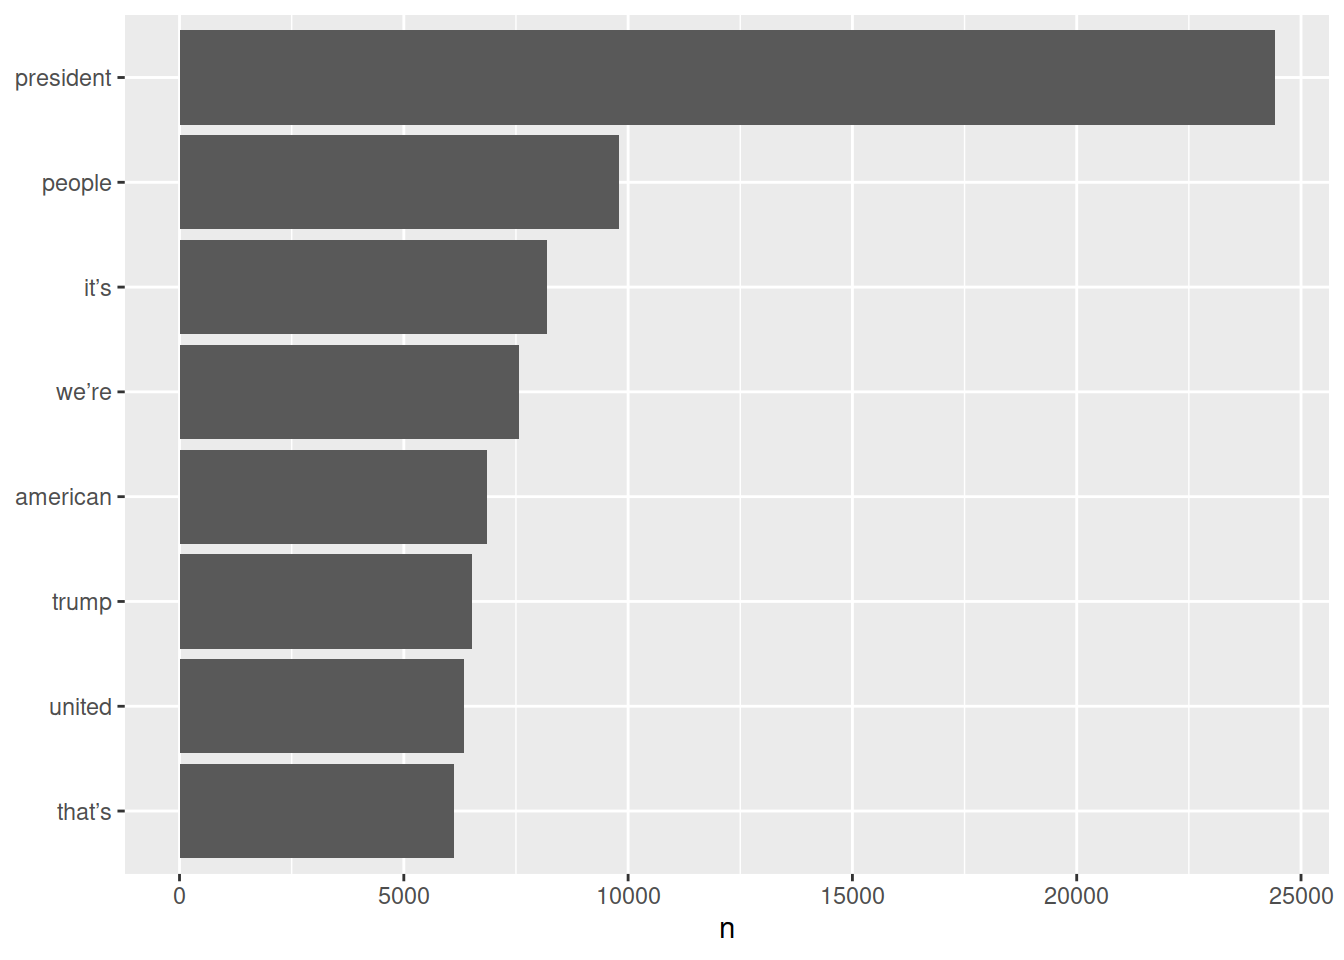 president
people
it’s
we’re
american
trump
united
that’s
0 5000 10000 15000 20000 25000
n